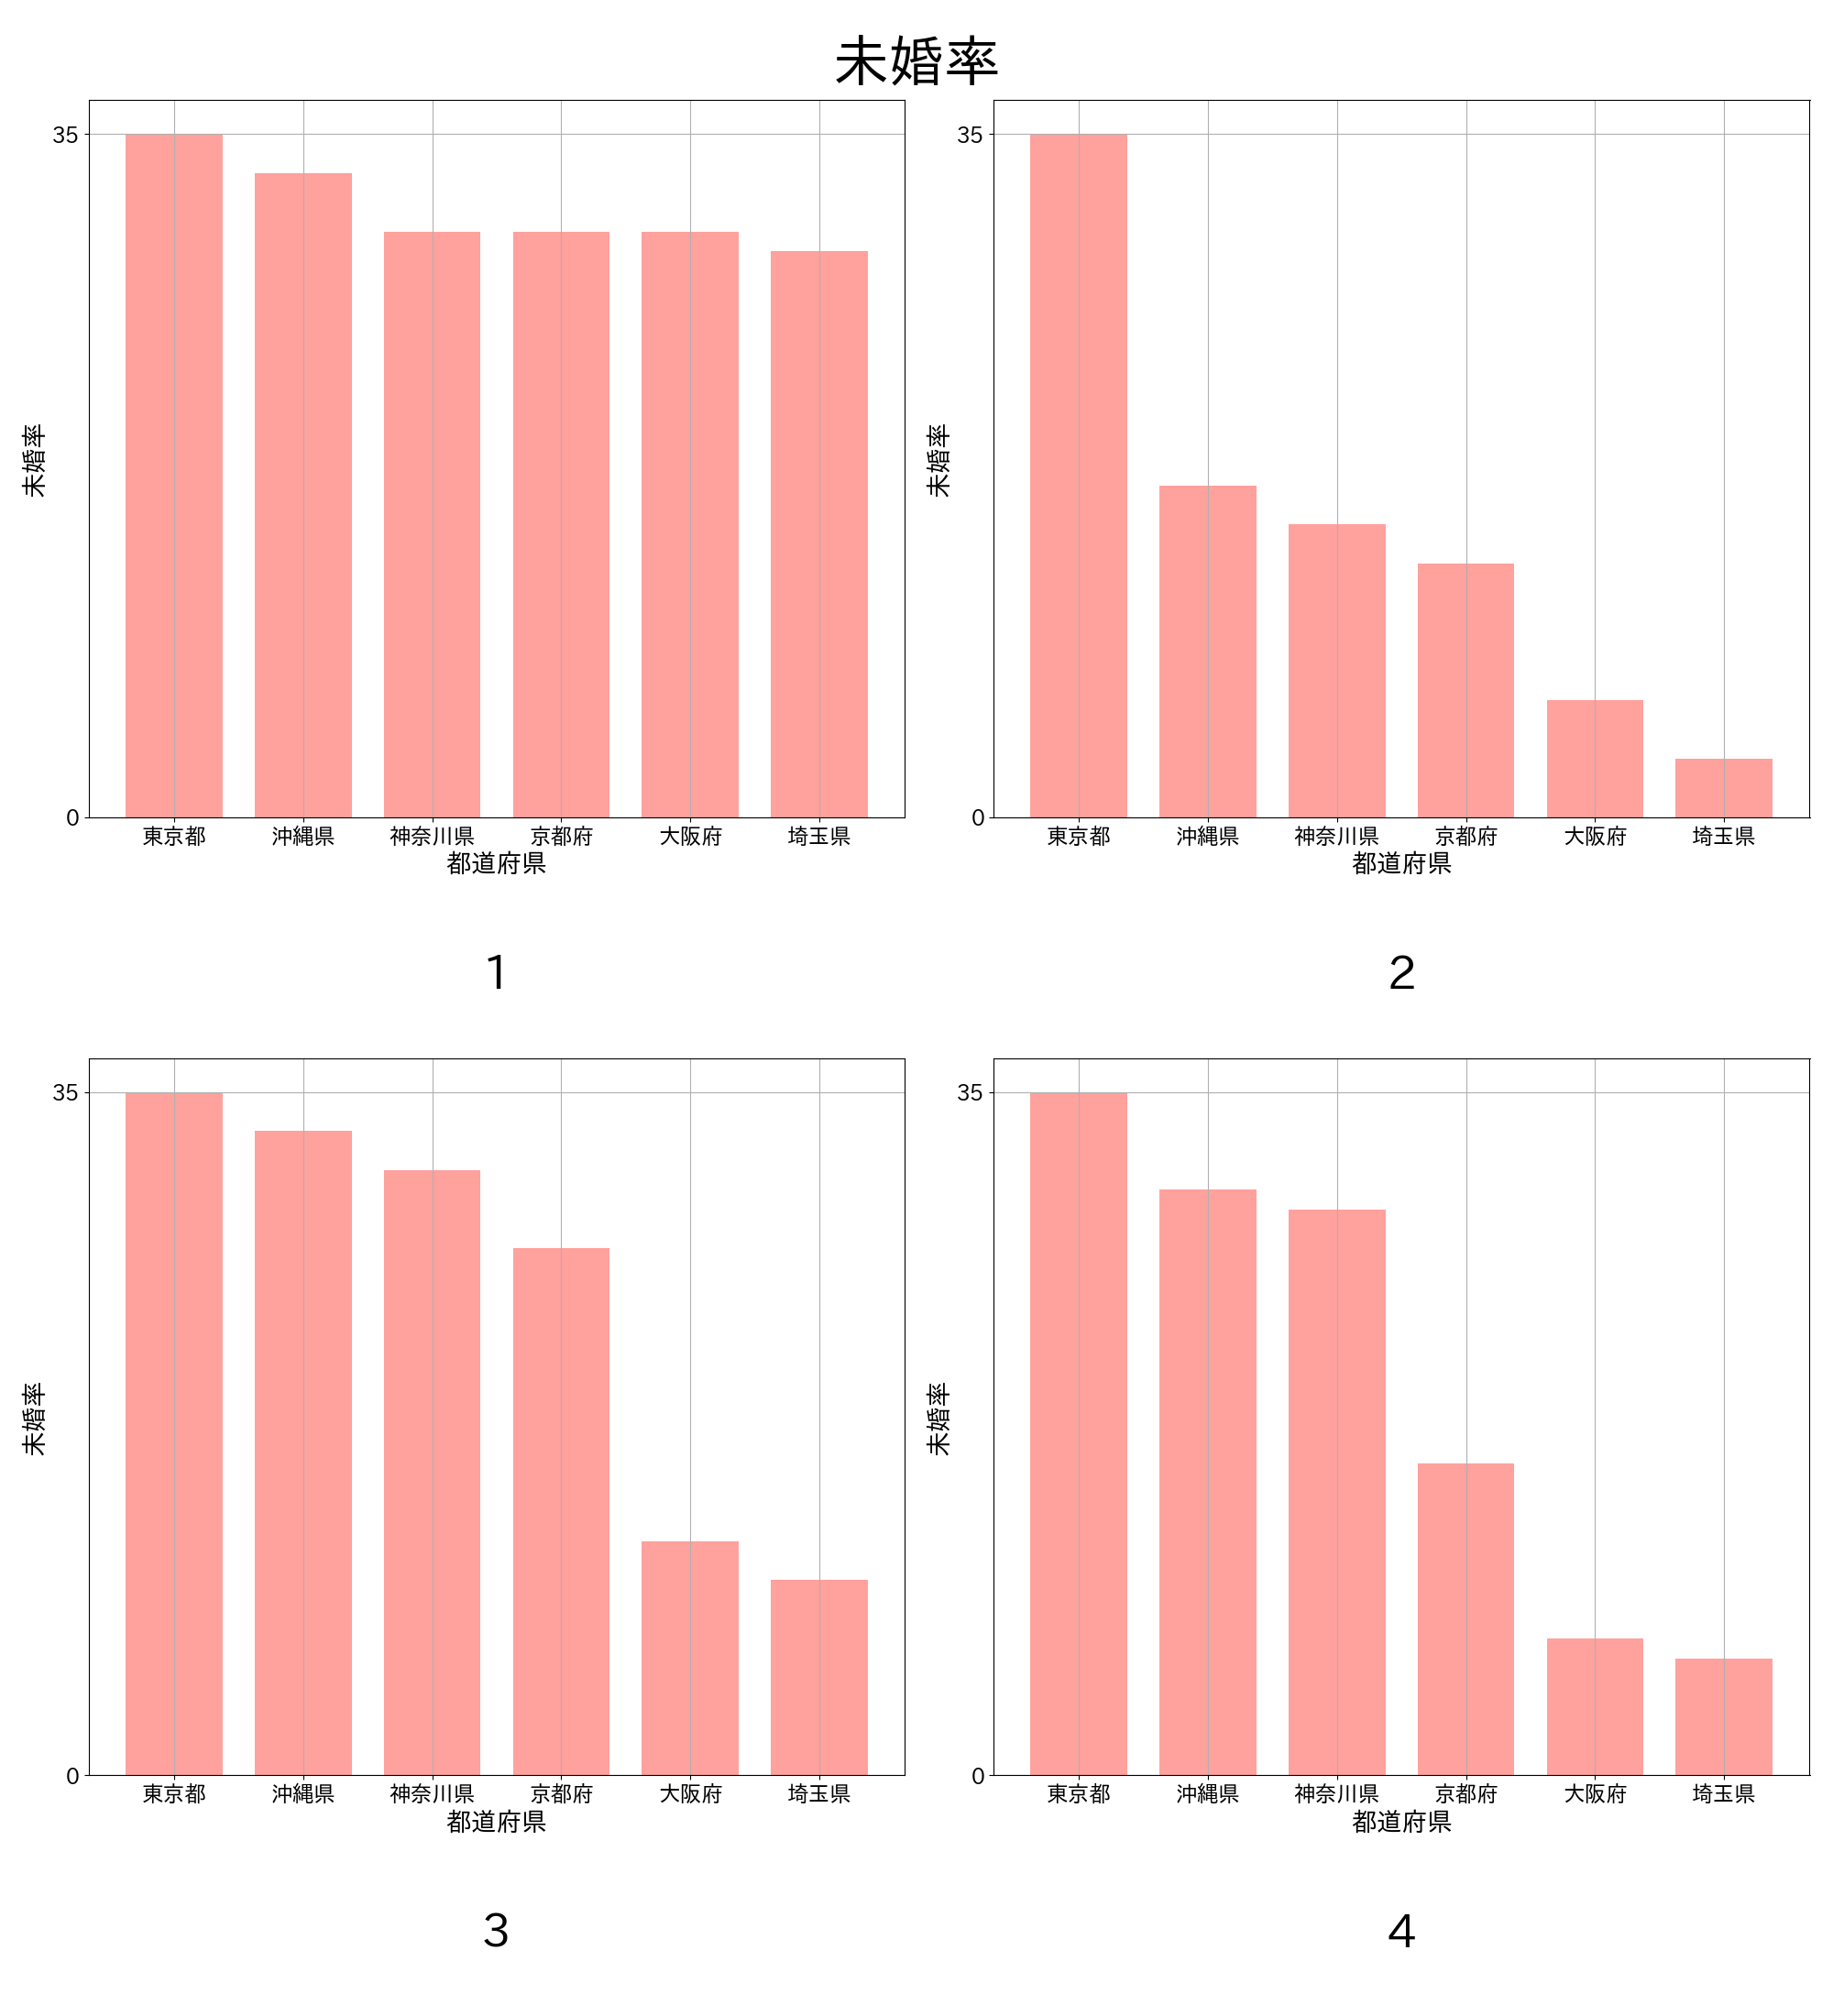 未婚率
35
0
未婚率
東京都 沖縄県 神奈川県 京都府 大阪府 埼玉県
都道府県
1
35
0
未婚率
東京都 沖縄県 神奈川県 京都府 大阪府 埼玉県
都道府県
2
35
0
未婚率
東京都 沖縄県 神奈川県 京都府 大阪府 埼玉県
都道府県
3
35
0
未婚率
東京都 沖縄県 神奈川県 京都府 大阪府 埼玉県
都道府県
4